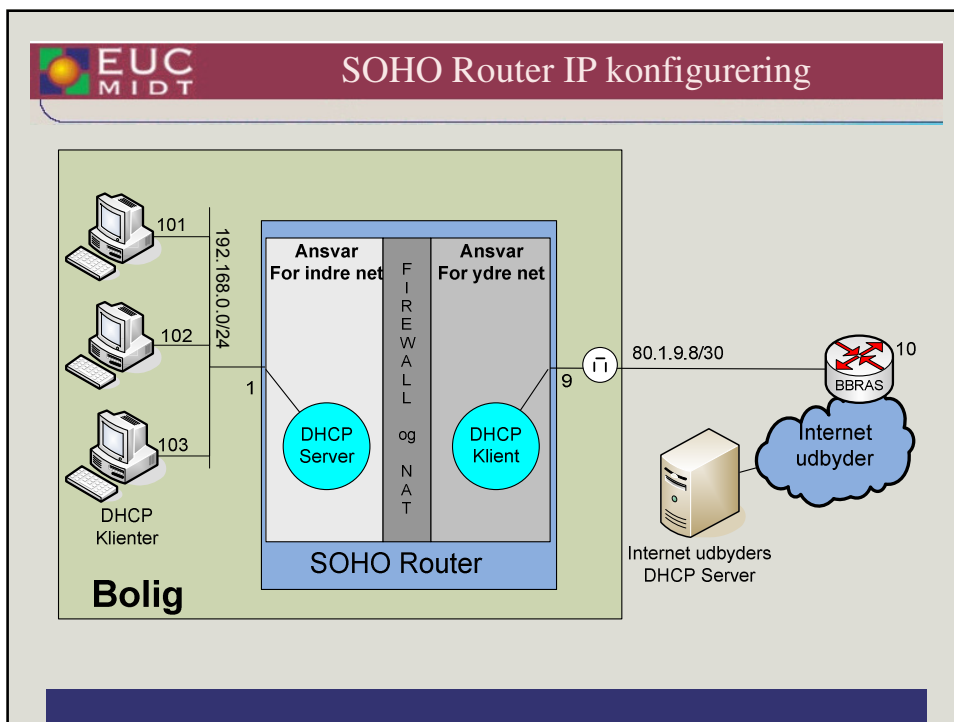 EUC
MIDT
SOHO Router IP konfigurering
101
102
103
DHCP
Klienter
Bolig
192.168.0.0/24
1
Ansvar
For indre net
DHCP
Server
FIREWALL og NAT
Ansvar
For ydre net
DHCP
Klient
SOHO Router
9
80.1.9.8/30
10
BBRAS
Internet
udbyder
Internet udbyders
DHCP Server